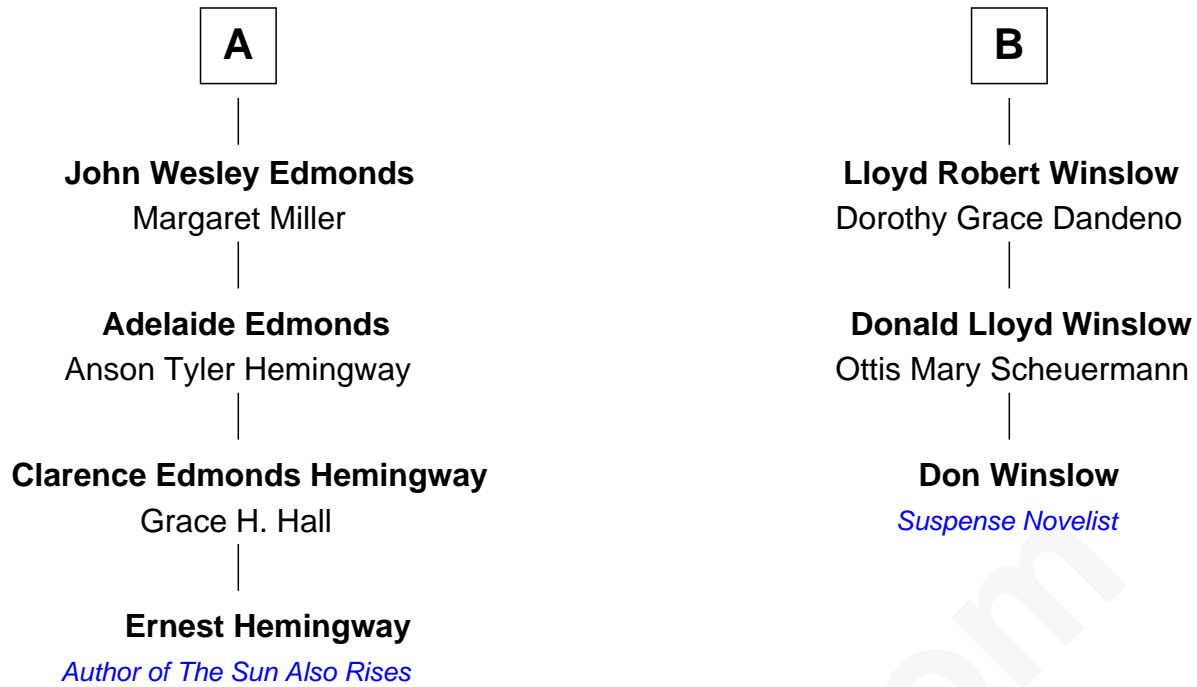 A
John Wesley Edmonds
Margaret Miller
Adelaide Edmonds
Anson Tyler Hemingway
Clarence Edmonds Hemingway
Grace H. Hall
Ernest Hemingway
Author of The Sun Also Rises
B
Lloyd Robert Winslow
Dorothy Grace Dandeno
Donald Lloyd Winslow
Ottis Mary Scheuermann
Don Winslow
Suspense Novelist
om